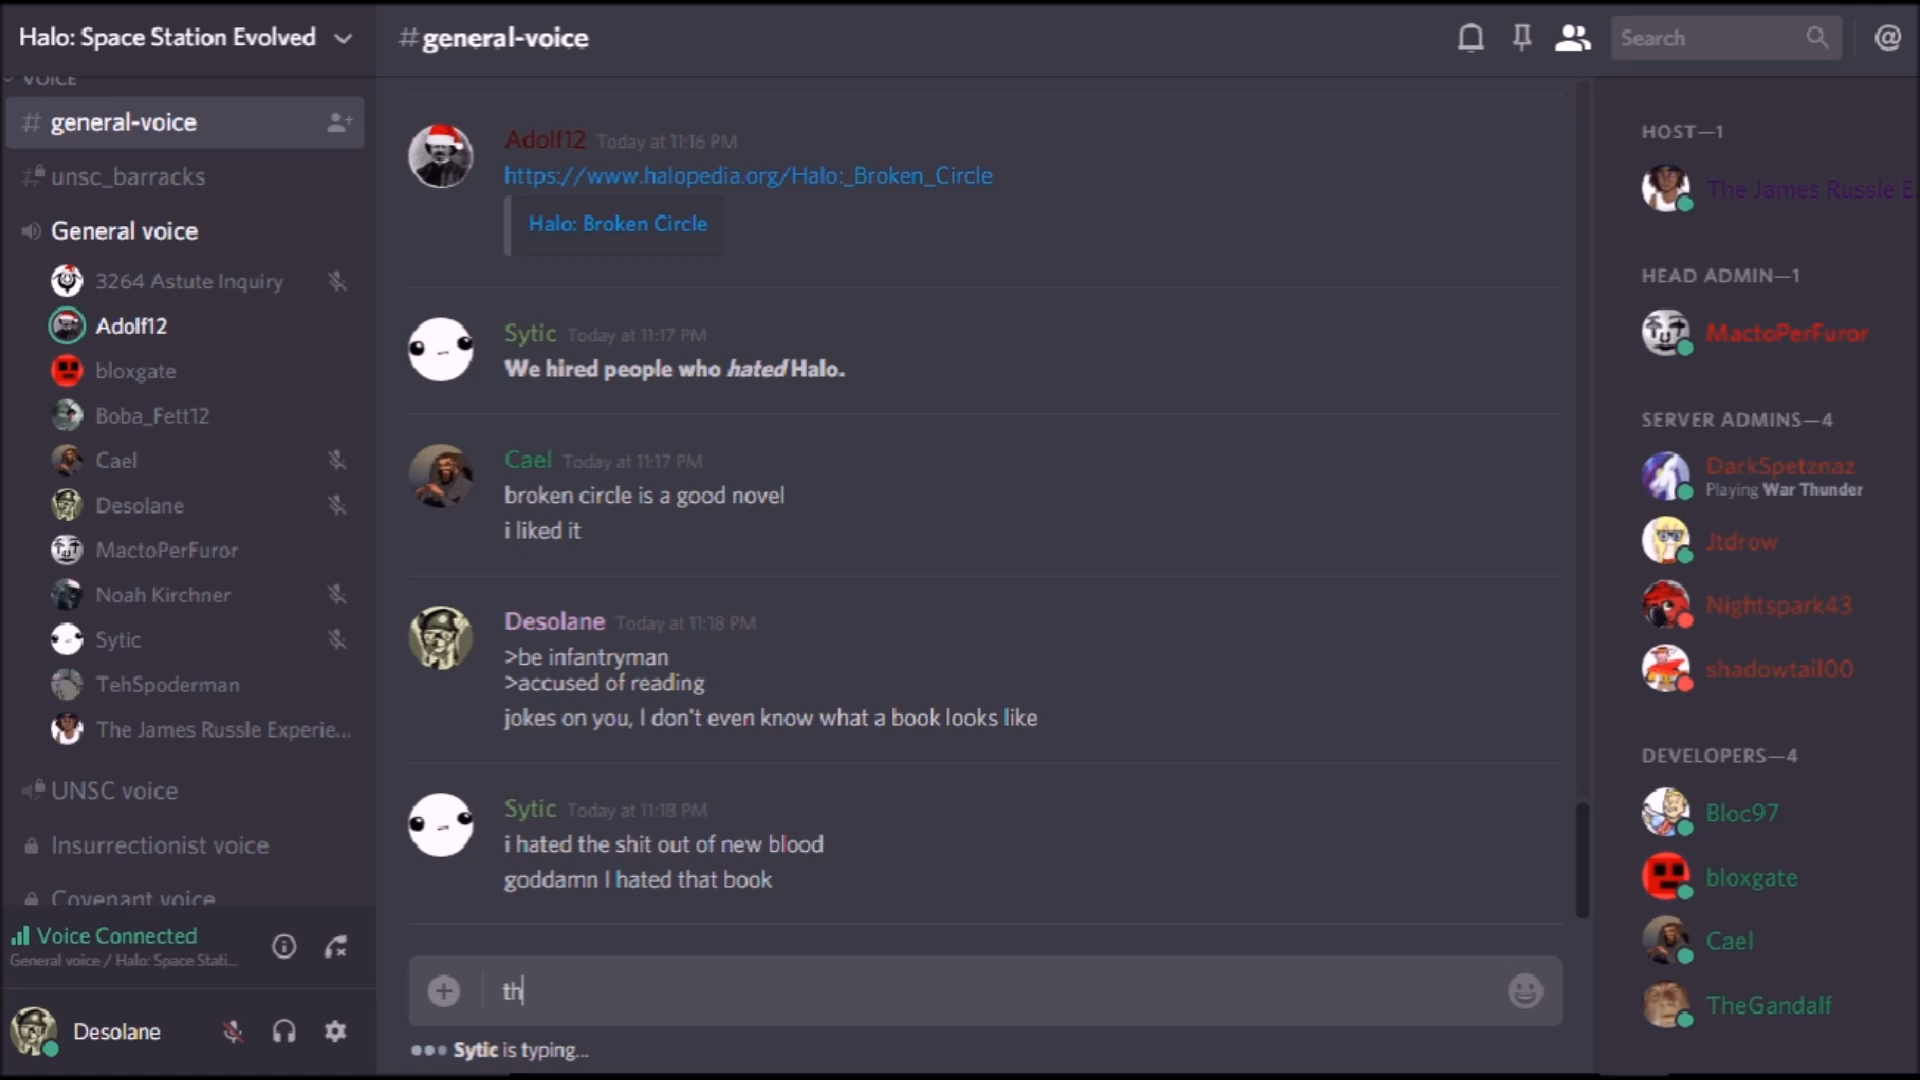 Halo: Space Station Evolved
VOICE
# general-voice
unsc_barracks
General voice
3264 Astute Inquiry
Adolf12
bloxgate
Boba_Fett12
Cael
Desolane
MactoPerFuror
Noah Kirchner
Sytic
TehSpoderman
The James Russle Experie...
UNSC voice
Insurrectionist voice
Covenant voice
Voice Connected
General voice / Halo: Space Stati...
Desolane
#general-voice
Search
@
Adolf12 Today at 11:16 PM
https://www.halopedia.org/Halo:_Broken_Circle
Halo: Broken Circle
Sytic Today at 11:17 PM
We hired people who hated Halo.
Cael Today at 11:17 PM
broken circle is a good novel
i liked it
Desolane Today at 11:18 PM
>be infantryman
>accused of reading
jokes on you, I don't even know what a book looks like
Sytic Today at 11:18 PM
i hated the shit out of new blood
goddamn I hated that book
th
Sytic is typing...
HOST—1
The James Russle E
HEAD ADMIN—1
MactoPerFuror
SERVER ADMINS—4
DarkSpetznaz
Playing War Thunder
Jtdrow
Nightspark43
shadowtail00
DEVELOPERS—4
Bloc97
bloxgate
Cael
TheGandalf